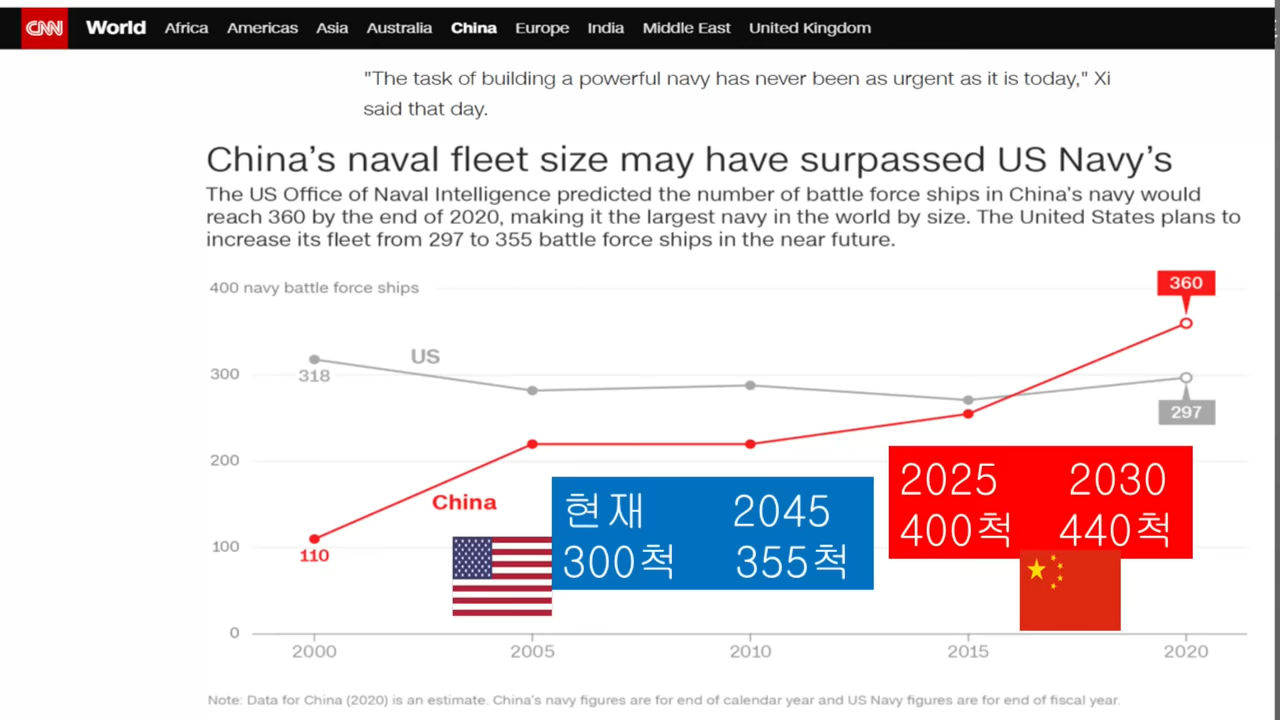 CNN World Africa Americas Asia Australia China Europe India Middle East United Kingdom
"The task of building a powerful navy has never been as urgent as it is today," Xi
said that day.
China's naval fleet size may have surpassed US Navy's
The US Office of Naval Intelligence predicted the number of battle force ships in China's navy would
reach 360 by the end of 2020, making it the largest navy in the world by size. The United States plans to
increase its fleet from 297 to 355 battle force ships in the near future.
400 navy battle force ships
360
US
300
318
297
200
2025 2030
400척 440척
China
현재 2045
300척 355척
100
110
0
2000 2005 2010 2015 2020
Note: Data for China (2020) is an estimate. China's navy figures are for end of calendar year and US Navy figures are for end of fiscal year.